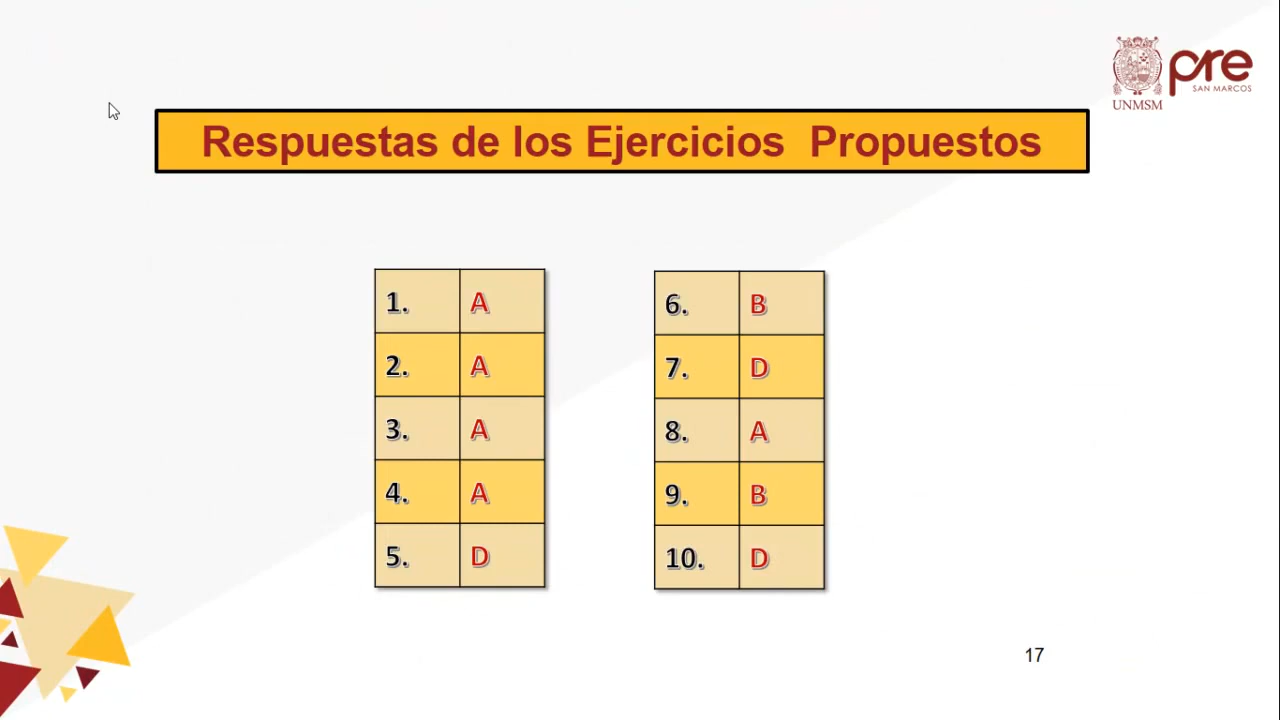 pre
SAN MARCOS
UNMSM
Respuestas de los Ejercicios Propuestos
1. A
2. A
3. A
4. A
5. D
6. B
7. D
8. A
9. B
10. D
17